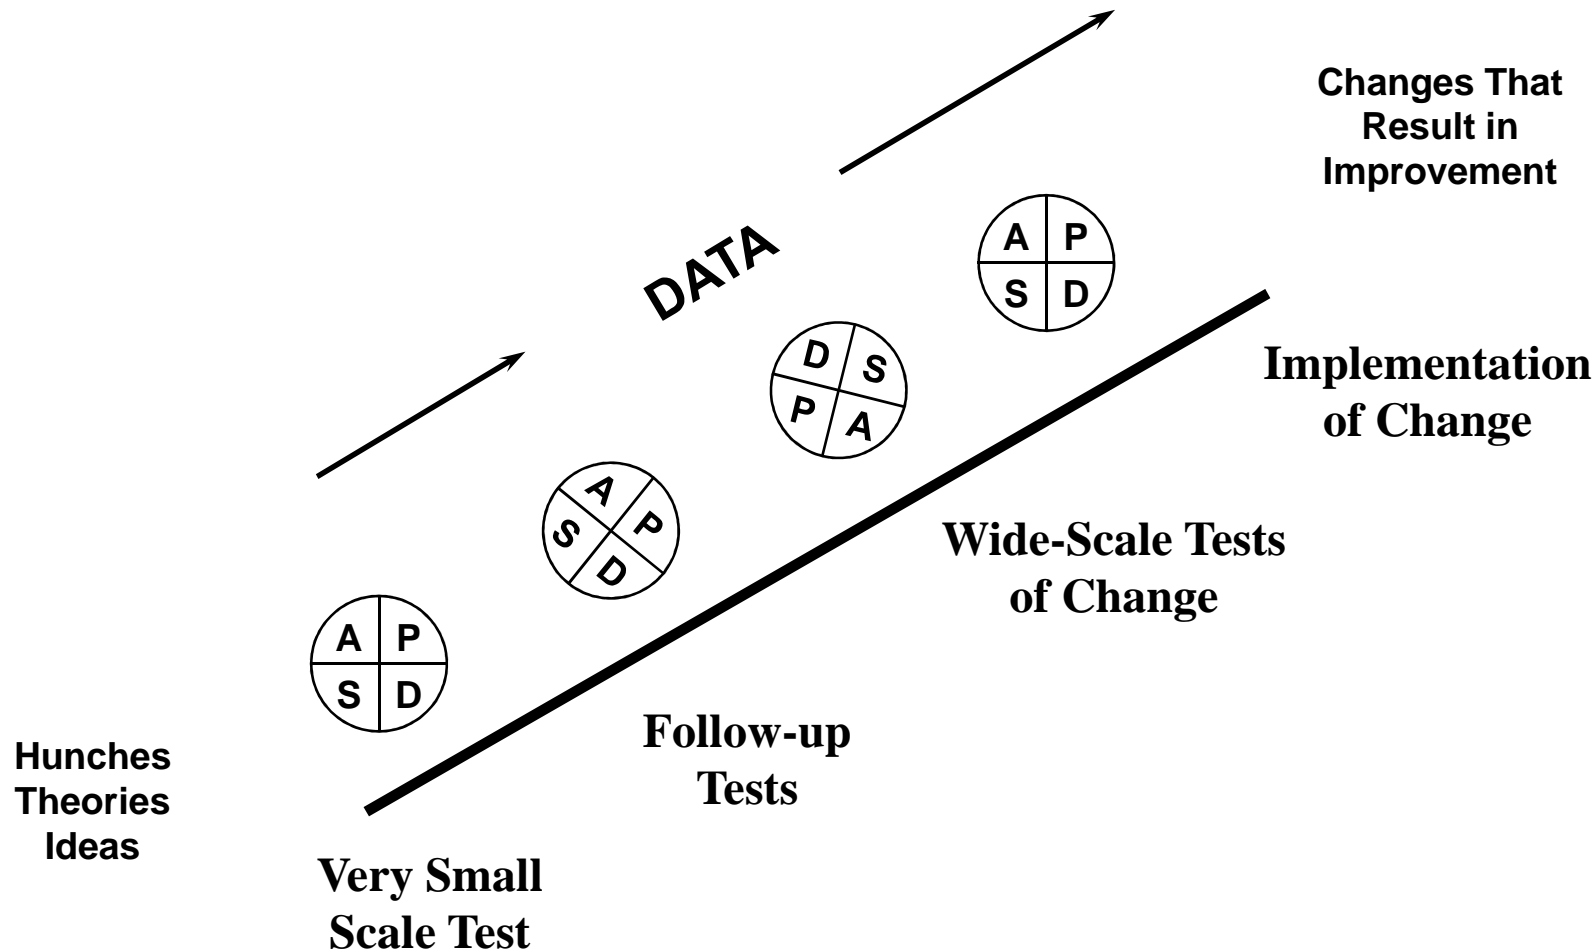 Changes That
Result in
Improvement
DATA
A P
S D
D S
P A
A
S P
D
A P
S D
Implementation
of Change
Wide-Scale Tests
of Change
Follow-up
Tests
Hunches
Theories
Ideas
Very Small
Scale Test